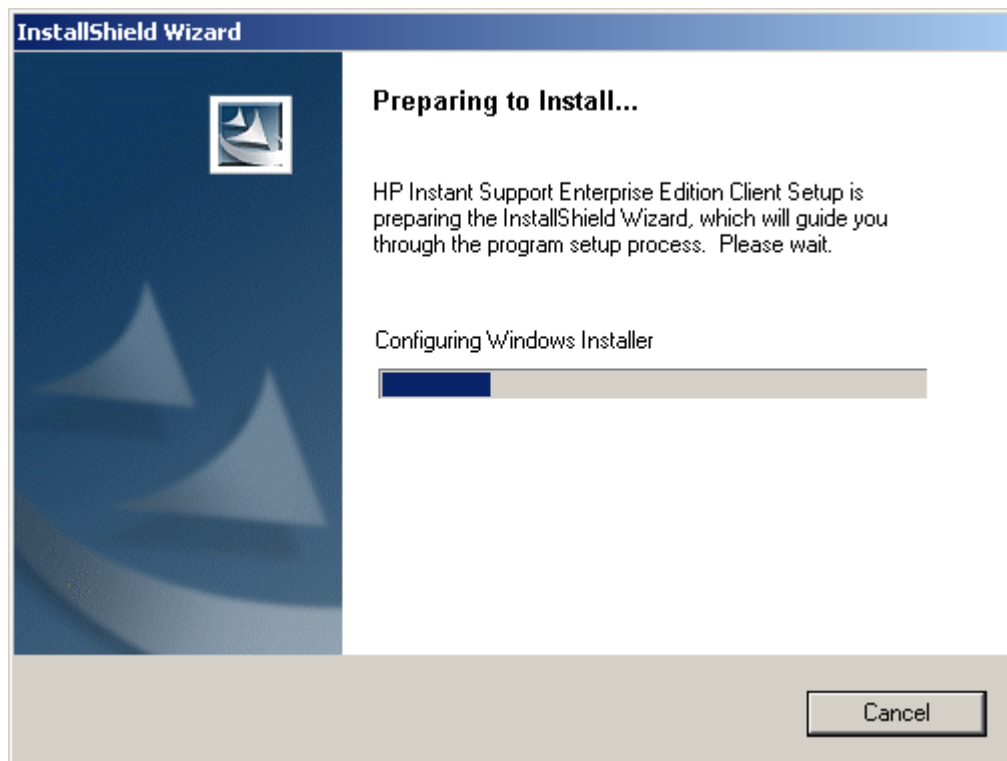 InstallShield Wizard
Preparing to Install...
HP Instant Support Enterprise Edition Client Setup is
preparing the InstallShield Wizard, which will guide you
through the program setup process.  Please wait.
Configuring Windows Installer
Cancel